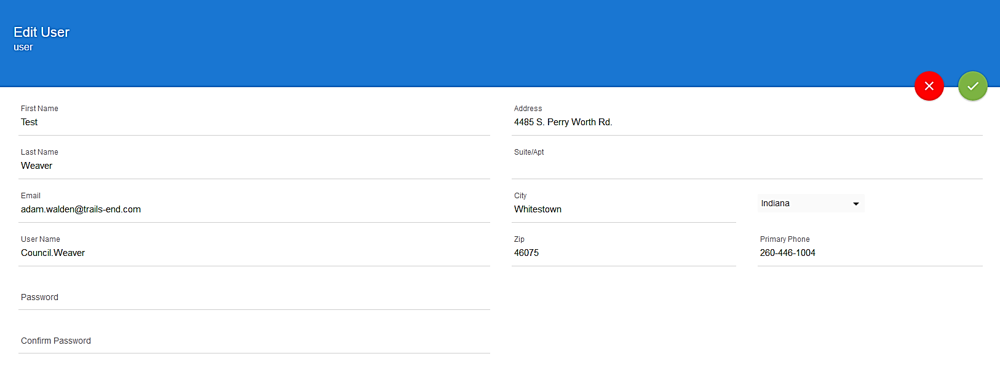 Edit User
user
First Name
Test
Last Name
Weaver
Email
adam.walden@trails-end.com
User Name
Council.Weaver
Password
Confirm Password
Address
4485 S. Perry Worth Rd.
Suite/Apt
City
Whitestown
Indiana
Zip
46075
Primary Phone
260-446-1004